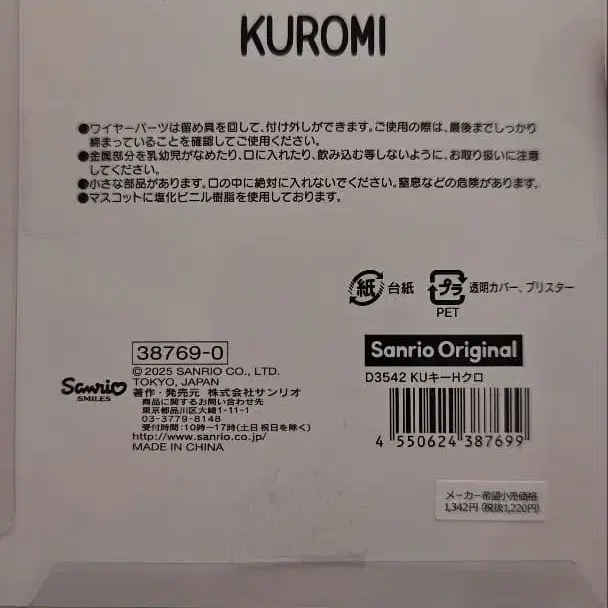 KUROMI
●ワイヤーパーツは留め具を回して、付け外しができます。ご使用の際は、最後までしっかり
締まっていることを確認してご使用ください。
●金属部分を乳幼児がなめたり、口に入れたり、飲み込む等しないように、お取り扱いに注意
してください。
●小さな部品があります。口の中に絶対に入れないでください。窒息などの危険があります。
●マスコットに塩化ビニル樹脂を使用しております。
紙 台紙
プラ 透明カバー、ブリスター
PET
38769-0
©2025 SANRIO CO., LTD.
TOKYO, JAPAN
著作・発売元 株式会社サンリオ
商品に関するお問い合わせ先
東京都品川区大崎1-11-1
03-3779-8148
受付時間:10時〜17時(土日祝日を除く)
http://www.sanrio.co.jp/
MADE IN CHINA
Sanrio
SMILES
Sanrio Original
D3542 KUキーHクロ
4 550624 387699
メーカー希望小売価格
1,342円(税抜1,220円)